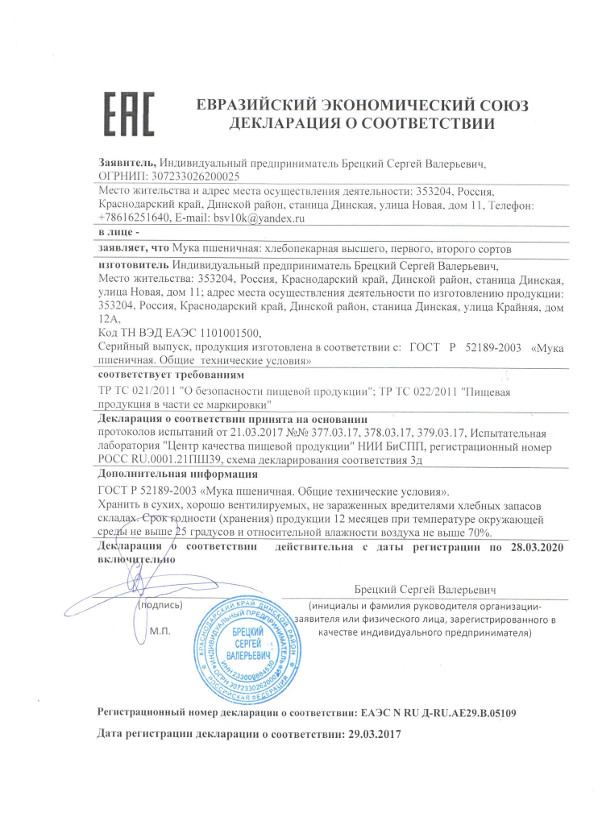 ЕАС
ЕВРАЗИЙСКИЙ ЭКОНОМИЧЕСКИЙ СОЮЗ
ДЕКЛАРАЦИЯ О СООТВЕТСТВИИ
Заявитель, Индивидуальный предприниматель Брецкий Сергей Валерьевич,
ОГРНИП: 307233026200025
Место жительства и адрес места осуществления деятельности: 353204, Россия,
Краснодарский край, Динской район, станица Динская, улица Новая, дом 11, Телефон:
+78616251640, E-mail: bsv10k@yandex.ru
в лице -
заявляет, что Мука пшеничная: хлебопекарная высшего, первого, второго сортов
изготовитель Индивидуальный предприниматель Брецкий Сергей Валерьевич,
Место жительства: 353204, Россия, Краснодарский край, Динской район, станица Динская,
улица Новая, дом 11; адрес места осуществления деятельности по изготовлению продукции:
353204, Россия, Краснодарский край, Динской район, станица Динская, улица Крайняя, дом
12А,
Код ТН ВЭД ЕАЭС 1101001500,
Серийный выпуск, продукция изготовлена в соответствии с: ГОСТ Р 52189-2003 «Мука
пшеничная. Общие технические условия»
соответствует требованиям
ТР ТС 021/2011 "О безопасности пищевой продукции"; ТР ТС 022/2011 "Пищевая
продукция в части ее маркировки"
Декларация о соответствии принята на основании
протоколов испытаний от 21.03.2017 №№ 377.03.17, 378.03.17, 379.03.17, Испытательная
лаборатория "Центр качества пищевой продукции" НИИ БиСПП, регистрационный номер
РОСС RU.0001.21ПШ39, схема декларирования соответствия 3д
Дополнительная информация
ГОСТ Р 52189-2003 «Мука пшеничная. Общие технические условия».
Хранить в сухих, хорошо вентилируемых, не зараженных вредителями хлебных запасов
складах. Срок годности (хранения) продукции 12 месяцев при температуре окружающей
среды не выше 25 градусов и относительной влажности воздуха не выше 70%.
Декларация о соответствии действительна с даты регистрации по 28.03.2020
включительно
Брецкий Сергей Валерьевич
(подпись)
(инициалы и фамилия руководителя организации-
заявителя или физического лица, зарегистрированного в
качестве индивидуального предпринимателя)
М.П.
КРАСНОДАРСКИЙ КРАЙ ДИНСКОЙ РАЙОН
ИНДИВИДУАЛЬНЫЙ ПРЕДПРИНИМАТЕЛЬ
БРЕЦКИЙ
СЕРГЕЙ
ВАЛЕРЬЕВИЧ
ОГРН 307233026200025
Регистрационный номер декларации о соответствии: ЕАЭС N RU Д-RU.АЕ29.В.05109
Дата регистрации декларации о соответствии: 29.03.2017